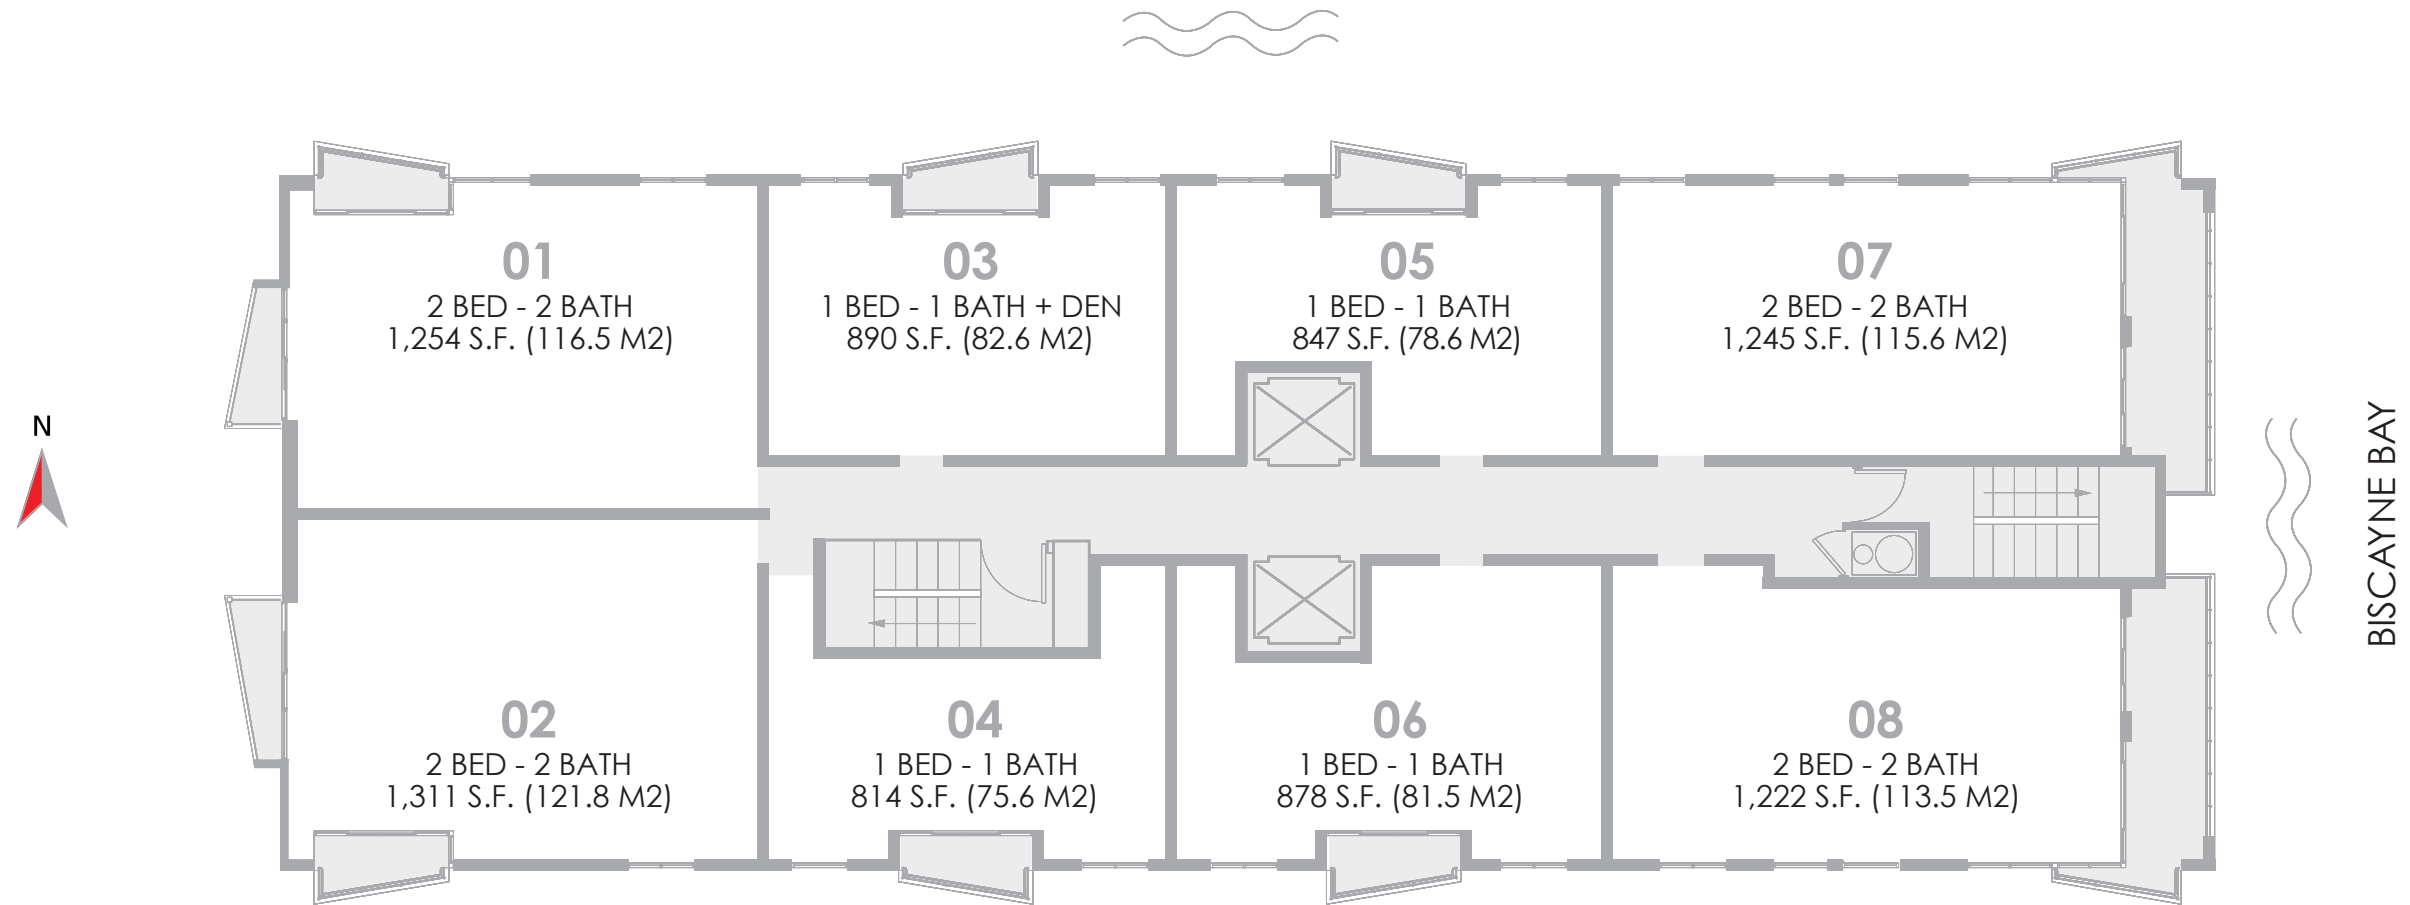 01
2 BED - 2 BATH
1,254 S.F. (116.5 M2)
03
1 BED - 1 BATH + DEN
890 S.F. (82.6 M2)
05
1 BED - 1 BATH
847 S.F. (78.6 M2)
07
2 BED - 2 BATH
1,245 S.F. (115.6 M2)
N
BISCAYNE BAY
02
2 BED - 2 BATH
1,311 S.F. (121.8 M2)
04
1 BED - 1 BATH
814 S.F. (75.6 M2)
06
1 BED - 1 BATH
878 S.F. (81.5 M2)
08
2 BED - 2 BATH
1,222 S.F. (113.5 M2)